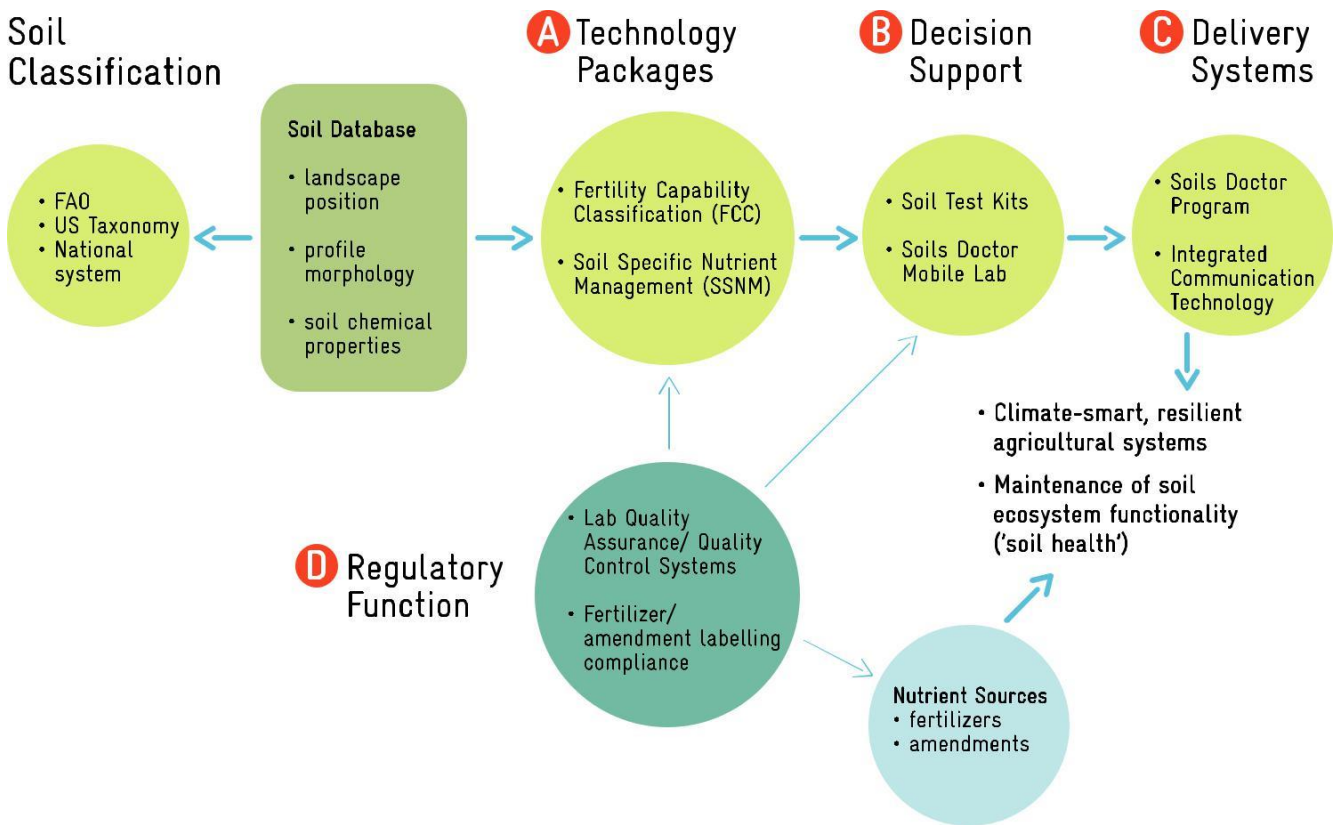 Soil
Classification
• FAO
• US Taxonomy
• National
system
Soil Database
• landscape
position
• profile
morphology
• soil chemical
properties
A Technology
Packages
• Fertility Capability
Classification (FCC)
• Soil Specific Nutrient
Management (SSNM)
B Decision
Support
• Soil Test Kits
• Soils Doctor
Mobile Lab
C Delivery
Systems
• Soils Doctor
Program
• Integrated
Communication
Technology
• Climate-smart, resilient
agricultural systems
• Maintenance of soil
ecosystem functionality
('soil health')
D Regulatory
Function
• Lab Quality
Assurance/ Quality
Control Systems
• Fertilizer/
amendment labelling
compliance
Nutrient Sources
• fertilizers
• amendments